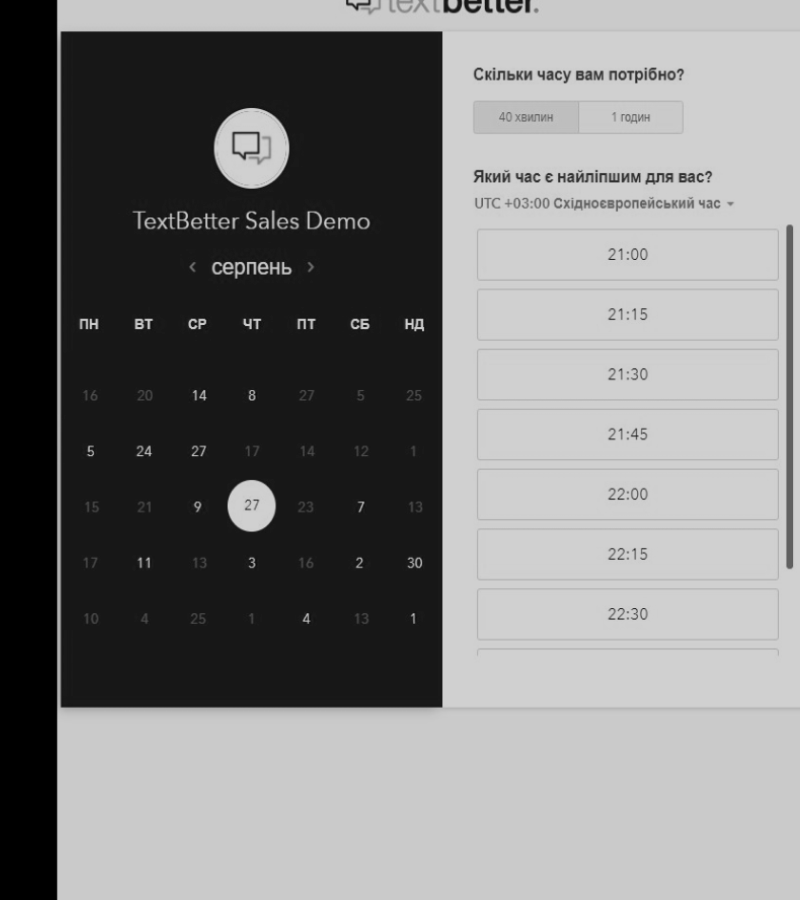 textbetter.
TextBetter Sales Demo
‹ серпень ›
ПН ВТ СР ЧТ ПТ СБ НД
16 20 14 8 27 5 25
5 24 27 17 14 12 1
15 21 9 27 23 7 13
17 11 13 3 16 2 30
10 4 25 1 4 13 1
Скільки часу вам потрібно?
40 хвилин 1 годин
Який час є найліпшим для вас?
UTC +03:00 Східноєвропейський час
21:00
21:15
21:30
21:45
22:00
22:15
22:30